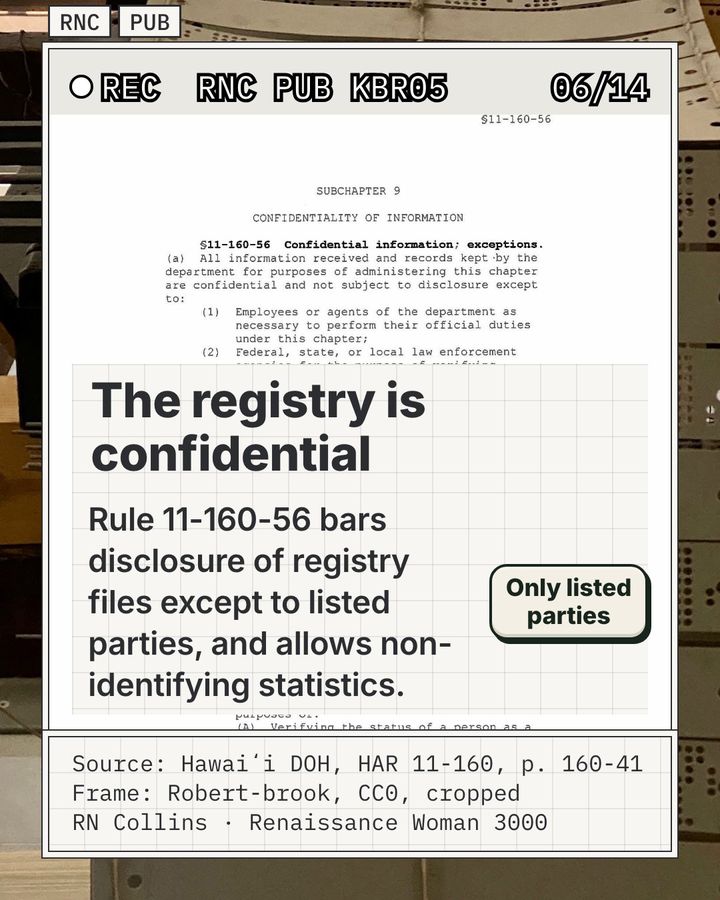 RNC PUB
REC RNC PUB KBR05 06/14
§11-160-56
SUBCHAPTER 9
CONFIDENTIALITY OF INFORMATION
§11-160-56 Confidential information; exceptions.
(a) All information received and records kept by the
department for purposes of administering this chapter
are confidential and not subject to disclosure except
to:
(1) Employees or agents of the department as
necessary to perform their official duties
under this chapter;
(2) Federal, state, or local law enforcement
The registry is
confidential
Rule 11-160-56 bars
disclosure of registry
files except to listed
parties, and allows non-
identifying statistics.
Only listed
parties
purposes of:
(A) Verifying the status of a person as a
Source: Hawaiʻi DOH, HAR 11-160, p. 160-41
Frame: Robert-brook, CC0, cropped
RN Collins · Renaissance Woman 3000